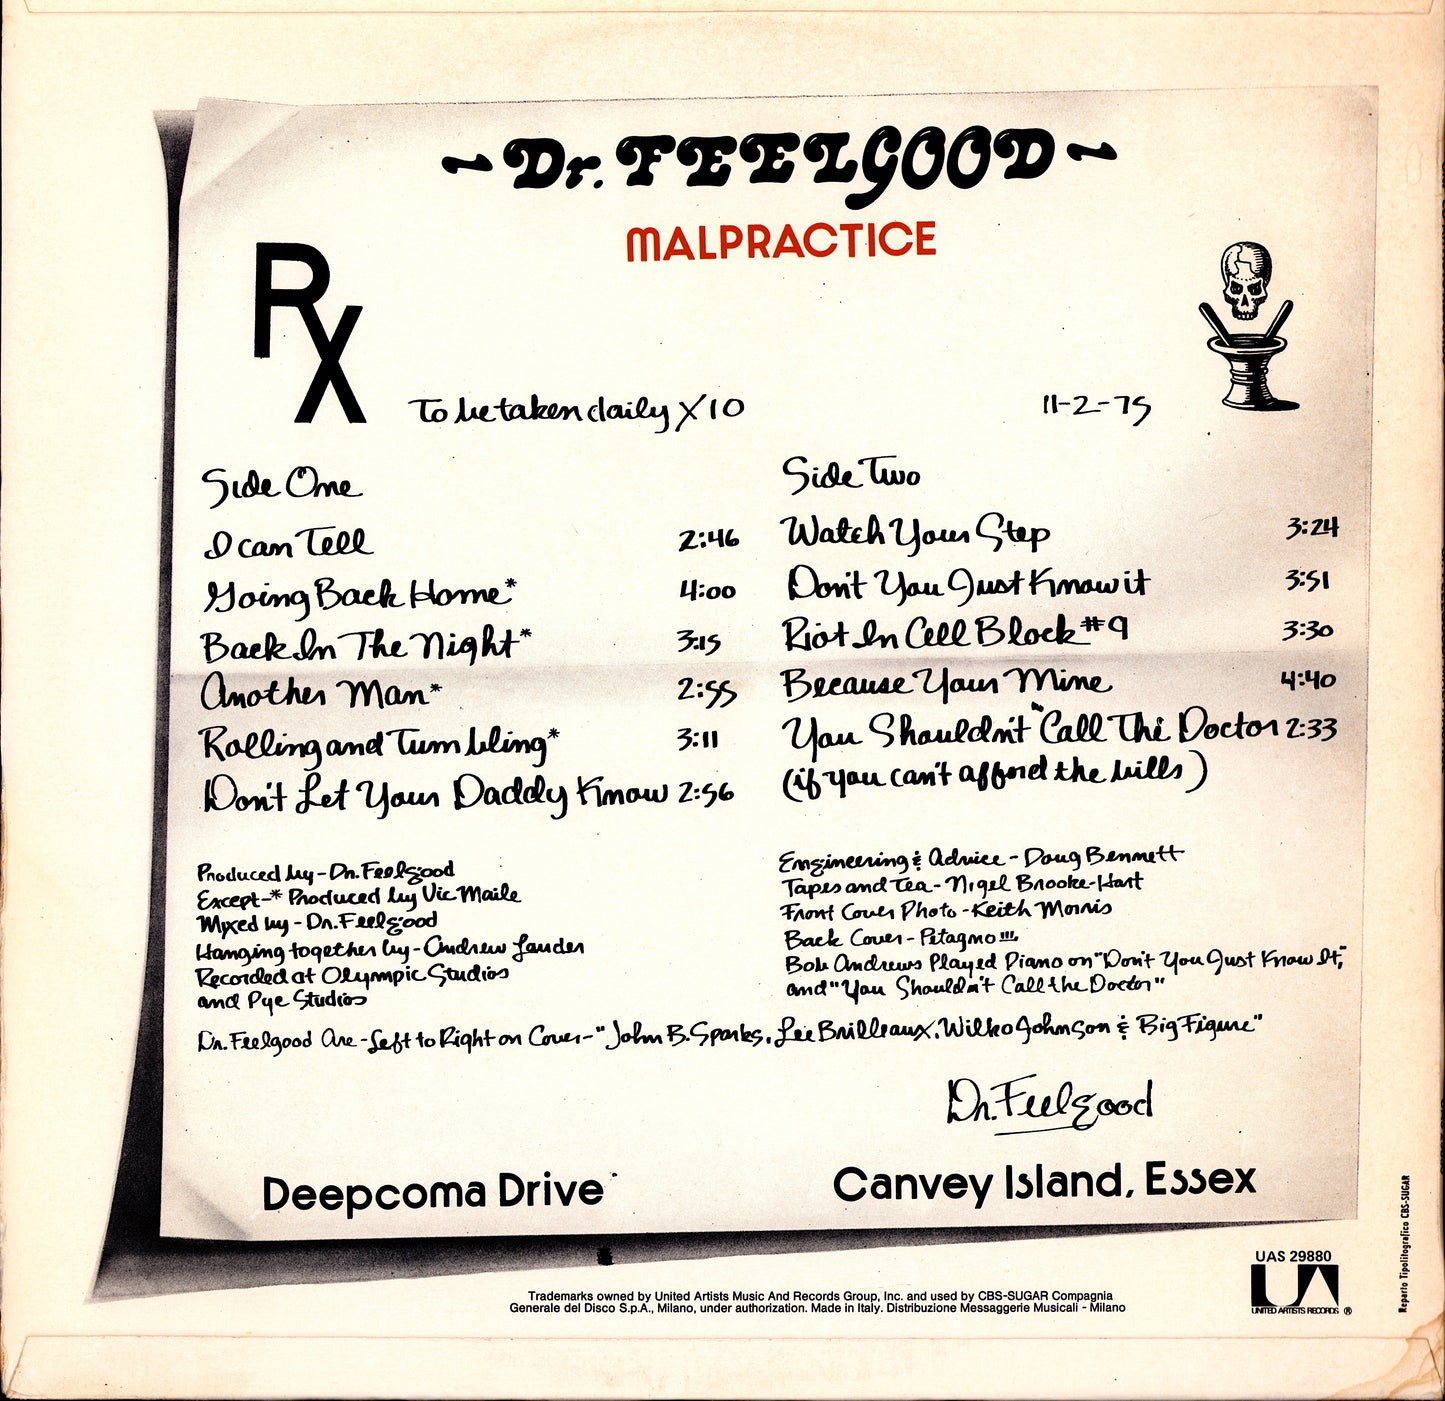 ~ Dr. FEELGOOD ~
MALPRACTICE
Rx
To be taken daily X10 11-2-75
Side One
I can Tell 2:46
Going Back Home* 4:00
Back In The Night* 3:15
Another Man* 2:55
Rolling and Tumbling* 3:11
Don't Let Your Daddy Know 2:56
Side Two
Watch Your Step 3:24
Don't You Just Know it 3:51
Riot In Cell Block #9 3:30
Because Your Mine 4:40
You Shouldn't "Call The Doctor 2:33
(if you can't afford the bills)
Produced by - Dr. Feelgood
Except-* Produced by Vic Maile
Mixed by - Dr. Feelgood
Hanging together by - Andrew Lauder
Recorded at Olympic Studios
and Pye Studios
Engineering & Advice - Doug Bennett
Tapes and Tea - Nigel Brooke-Hart
Front Cover Photo - Keith Morris
Back Cover - Petagno!!!
Bob Andrews Played Piano on "Don't You Just Know It,"
and "You Shouldn't Call the Doctor"
Dr. Feelgood Are - Left to Right on Cover - "John B. Sparks, Lee Brilleaux, Wilko Johnson & Big Figure"
Dr. Feelgood
Deepcoma Drive Canvey Island, Essex
UAS 29880
UNITED ARTISTS RECORDS ®
Trademarks owned by United Artists Music And Records Group, Inc. and used by CBS-SUGAR Compagnia
Generale del Disco S.p.A., Milano, under authorization. Made in Italy. Distribuzione Messaggerie Musicali - Milano
Reparto Tipolitografico CBS-SUGAR